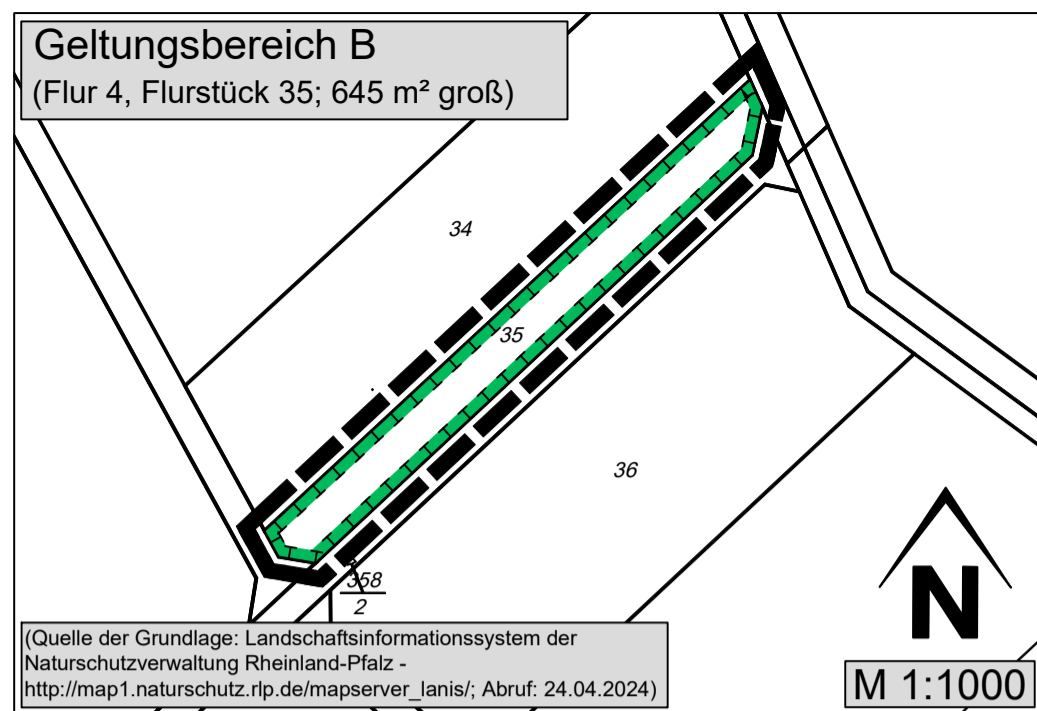 Geltungsbereich B
(Flur 4, Flurstück 35; 645 m² groß)
34
35
36
358
2
N
(Quelle der Grundlage: Landschaftsinformationssystem der
Naturschutzverwaltung Rheinland-Pfalz -
http://map1.naturschutz.rlp.de/mapserver_lanis/; Abruf: 24.04.2024)
M 1:1000